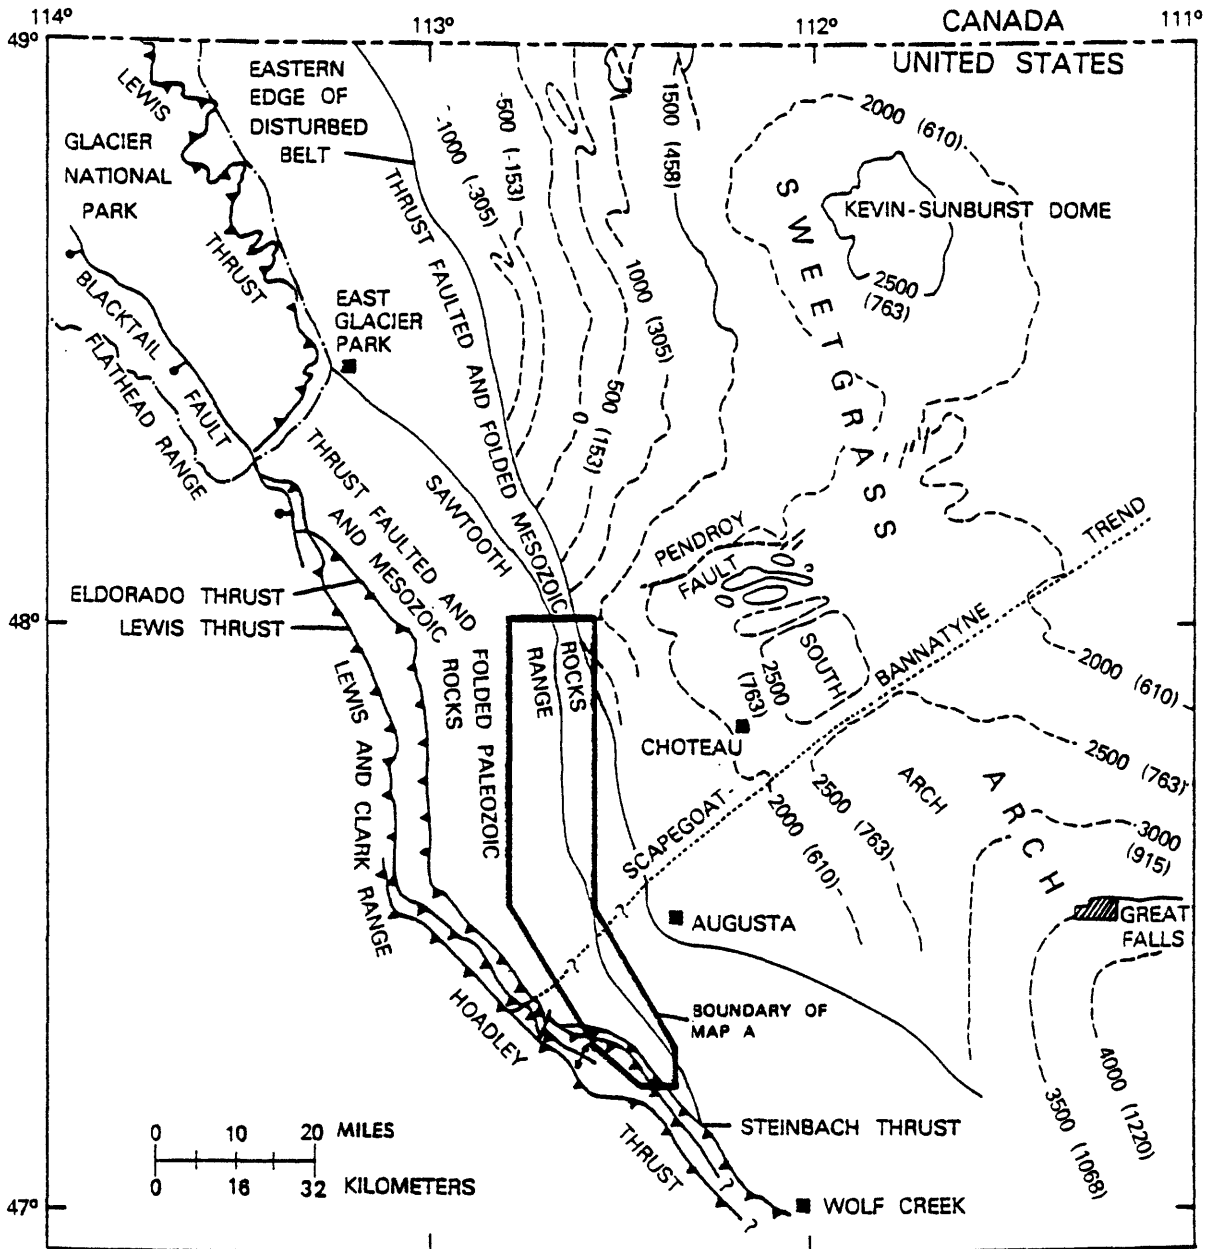 114°
113°
112°
CANADA
111°
49°
UNITED STATES
EASTERN
EDGE OF
DISTURBED
BELT
LEWIS
THRUST
GLACIER
NATIONAL
PARK
-1000 (-305)
-500 (-153)
1500 (458)
2000 (610)
KEVIN-SUNBURST DOME
2500
(763)
SWEETGRASS
THRUST FAULTED AND FOLDED MESOZOIC
ROCKS
1000 (305)
500 (153)
0
BLACKTAIL
FAULT
FLATHEAD RANGE
EAST
GLACIER
PARK
THRUST FAULTED AND
FOLDED PALEOZOIC
AND MESOZOIC
ROCKS
SAWTOOTH
RANGE
PENDROY
FAULT
TREND
BANNATYNE
SCAPEGOAT-
ELDORADO THRUST
LEWIS THRUST
48°
SOUTH
ARCH
2500
(763)
2000 (610)
CHOTEAU
2500 (763)
2500 (763)
2000 (610)
ARCH
3000
(915)
LEWIS AND CLARK RANGE
?
?
AUGUSTA
GREAT
FALLS
BOUNDARY OF
MAP A
HOADLEY
THRUST
3500 (1068)
4000 (1220)
STEINBACH THRUST
?
?
WOLF CREEK
0 10 20 MILES
0 16 32 KILOMETERS
47°